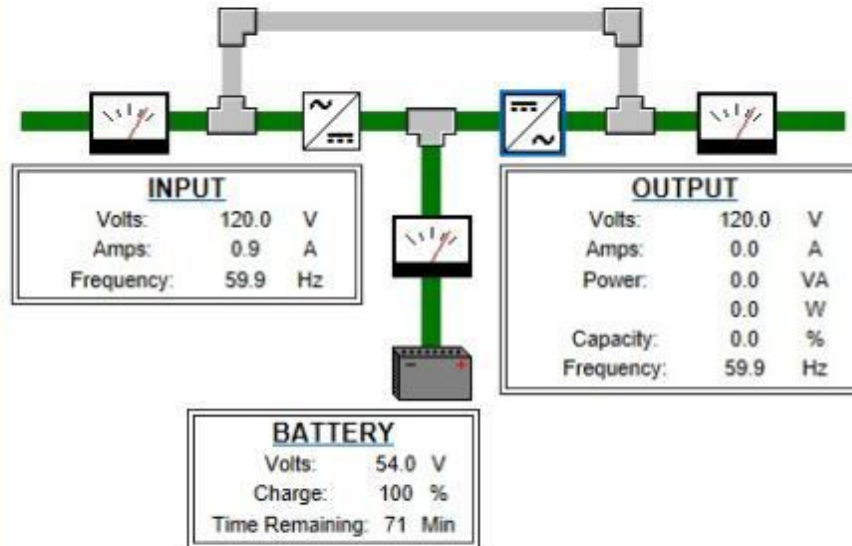 INPUT
Volts: 120.0 V
Amps: 0.9 A
Frequency: 59.9 Hz
OUTPUT
Volts: 120.0 V
Amps: 0.0 A
Power: 0.0 VA
0.0 W
Capacity: 0.0 %
Frequency: 59.9 Hz
BATTERY
Volts: 54.0 V
Charge: 100 %
Time Remaining: 71 Min